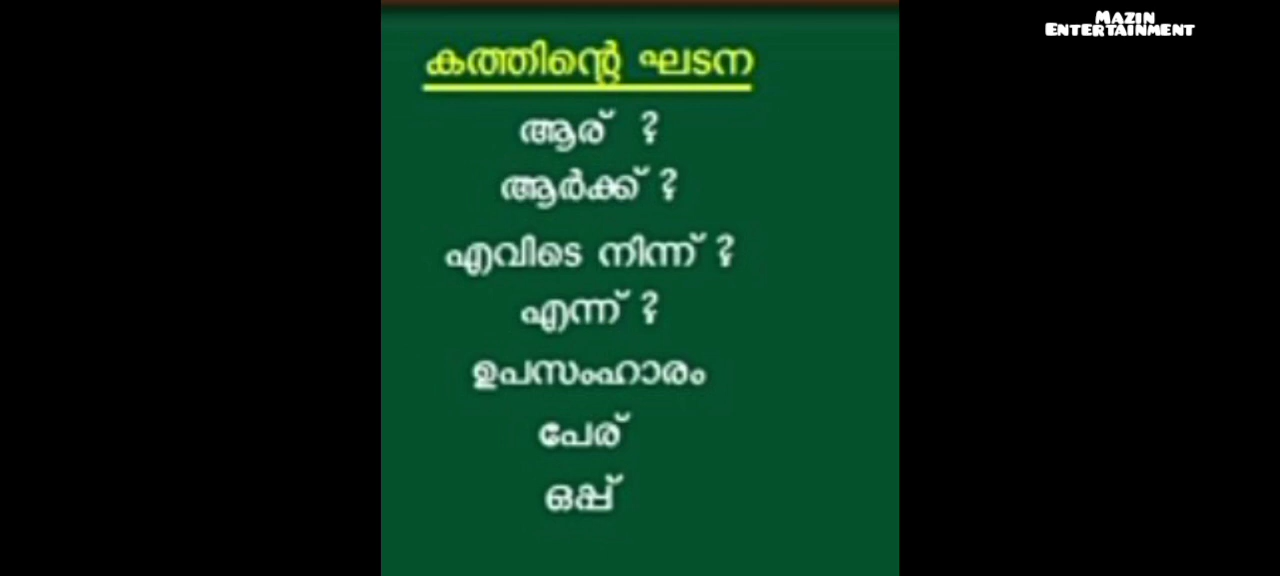 കത്തിന്റെ ഘടന
ആര് ?
ആർക്ക് ?
എവിടെ നിന്ന് ?
എന്ന് ?
ഉപസംഹാരം
പേര്
ഒപ്പ്
MAZIN
ENTERTAINMENT